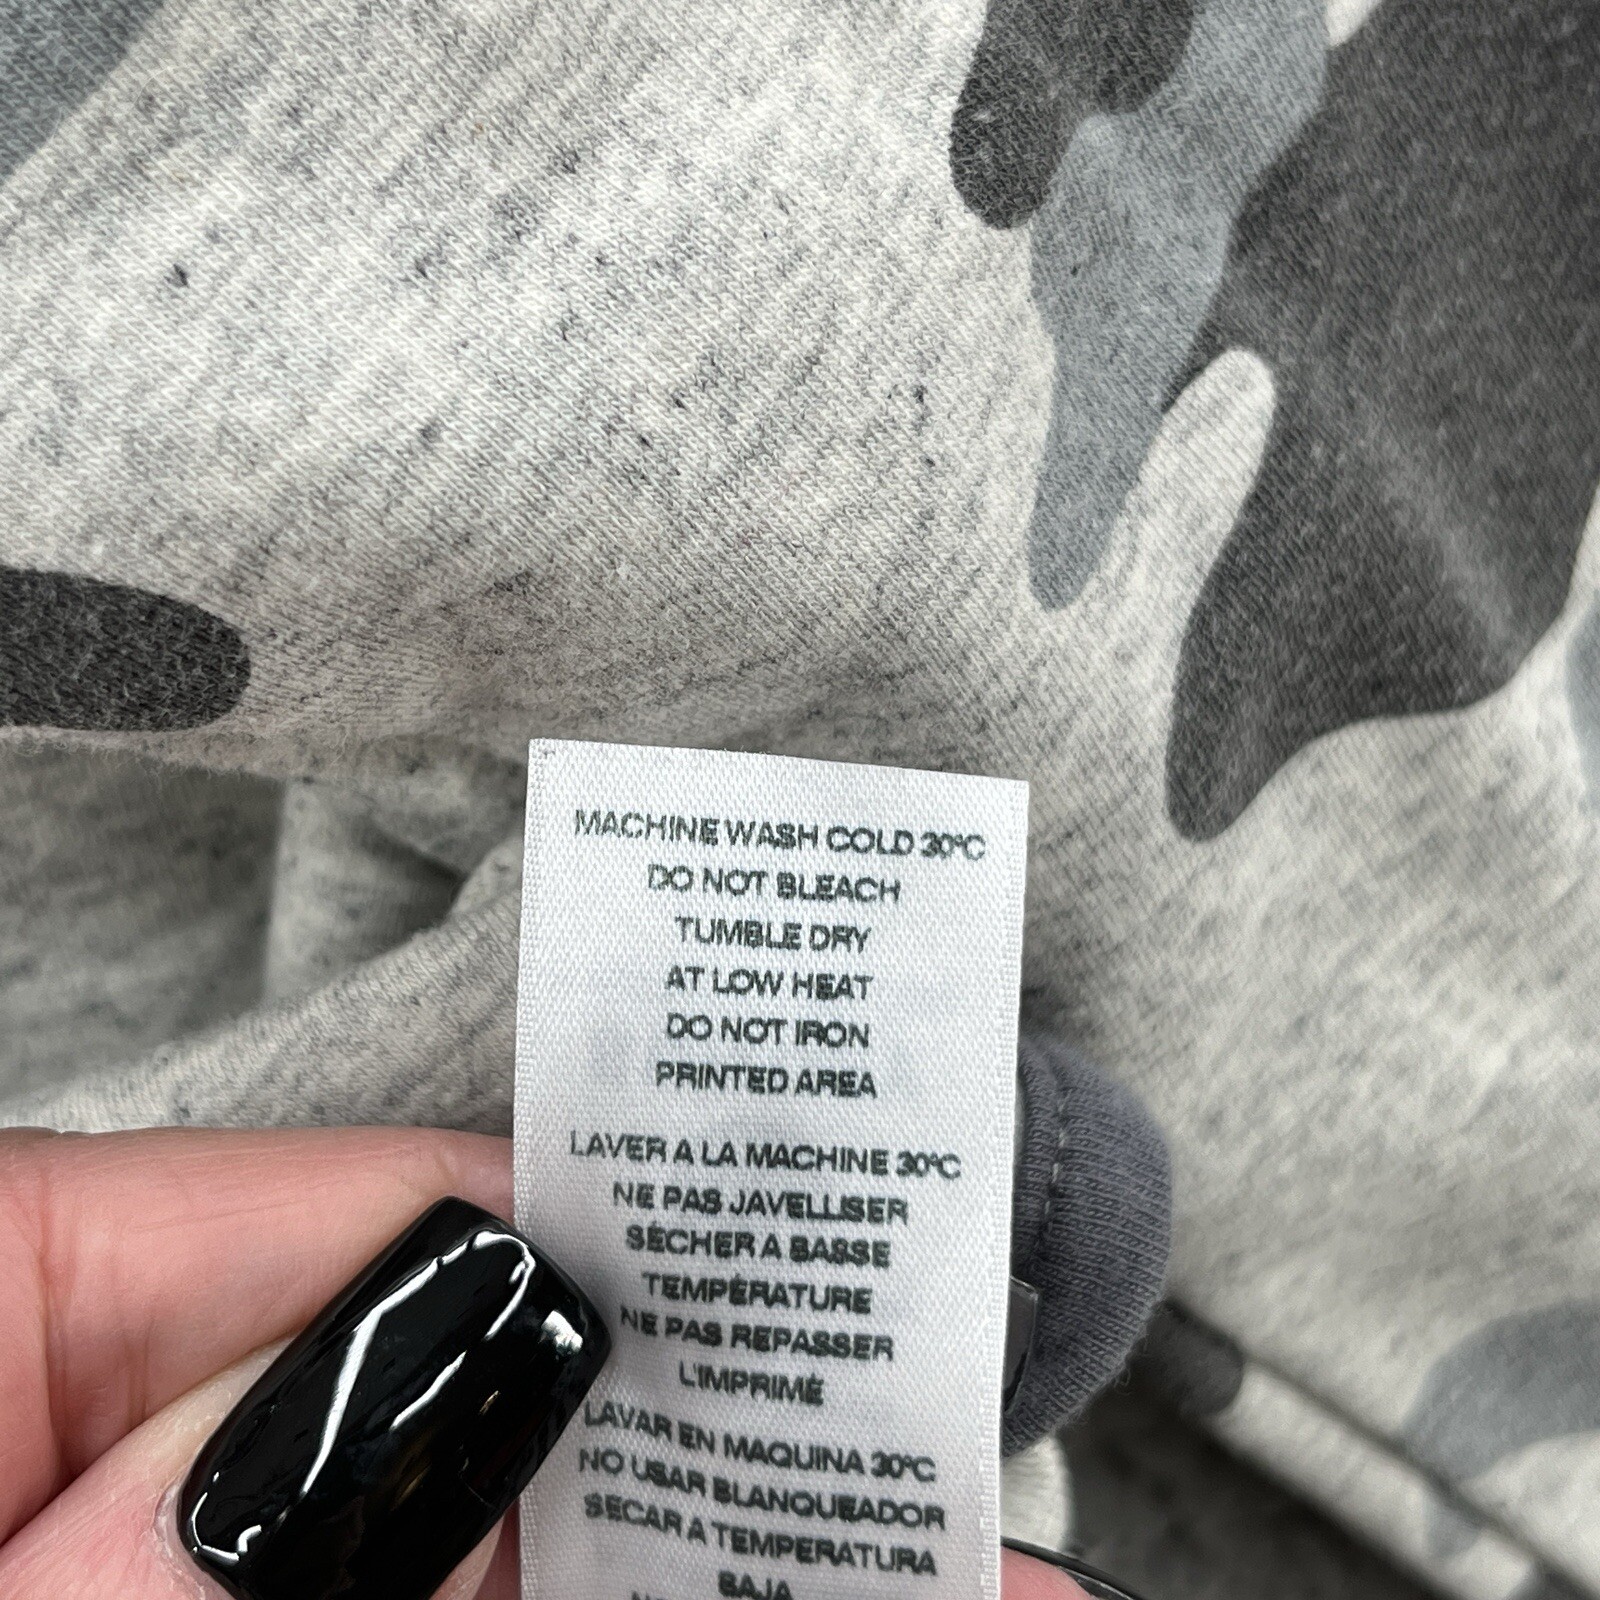 MACHINE WASH COLD 30°C
DO NOT BLEACH
TUMBLE DRY
AT LOW HEAT
DO NOT IRON
PRINTED AREA
LAVER A LA MACHINE 30°C
NE PAS JAVELLISER
SÉCHER A BASSE
TEMPÉRATURE
NE PAS REPASSER
L'IMPRIMÉ
LAVAR EN MAQUINA 30°C
NO USAR BLANQUEADOR
SECAR A TEMPERATURA
BAJA